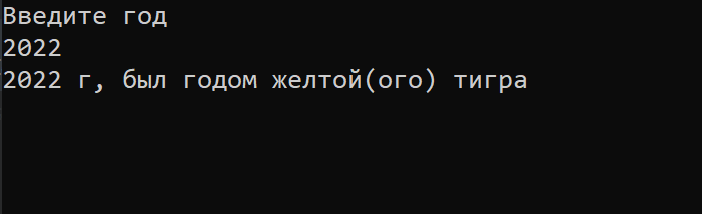 Введите год
2022
2022 г, был годом желтой(ого) тигра